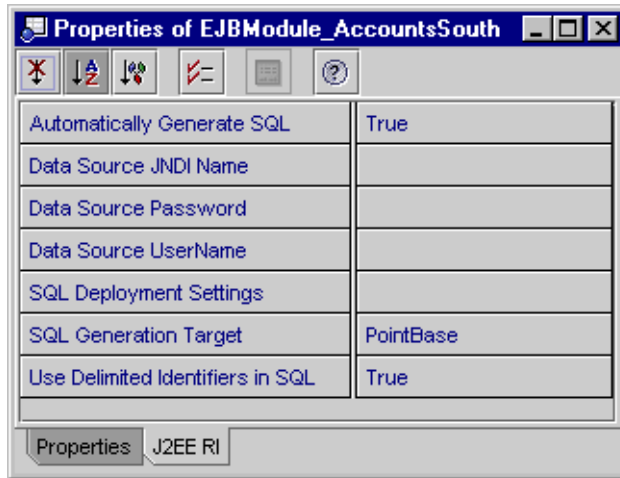 Properties of EJBModule_AccountsSouth
Automatically Generate SQL True
Data Source JNDI Name
Data Source Password
Data Source UserName
SQL Deployment Settings
SQL Generation Target PointBase
Use Delimited Identifiers in SQL True
Properties J2EE RI